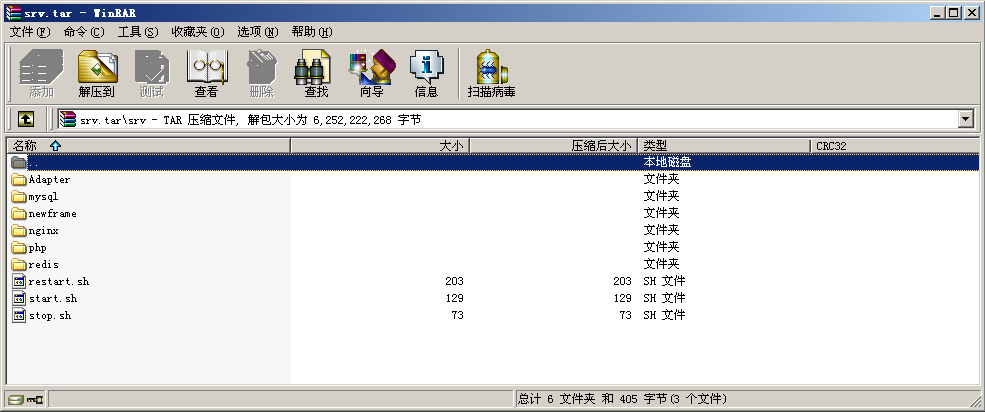 srv.tar - WinRAR
文件(F) 命令(C) 工具(S) 收藏夹(O) 选项(N) 帮助(H)
添加 解压到 测试 查看 删除 查找 向导 信息 扫描病毒
srv.tar\srv - TAR 压缩文件, 解包大小为 6,252,222,268 字节
名称 大小 压缩后大小 类型 CRC32
.. 本地磁盘
Adapter 文件夹
mysql 文件夹
newframe 文件夹
nginx 文件夹
php 文件夹
redis 文件夹
restart.sh 203 203 SH 文件
start.sh 129 129 SH 文件
stop.sh 73 73 SH 文件
总计 6 文件夹 和 405 字节(3 个文件)